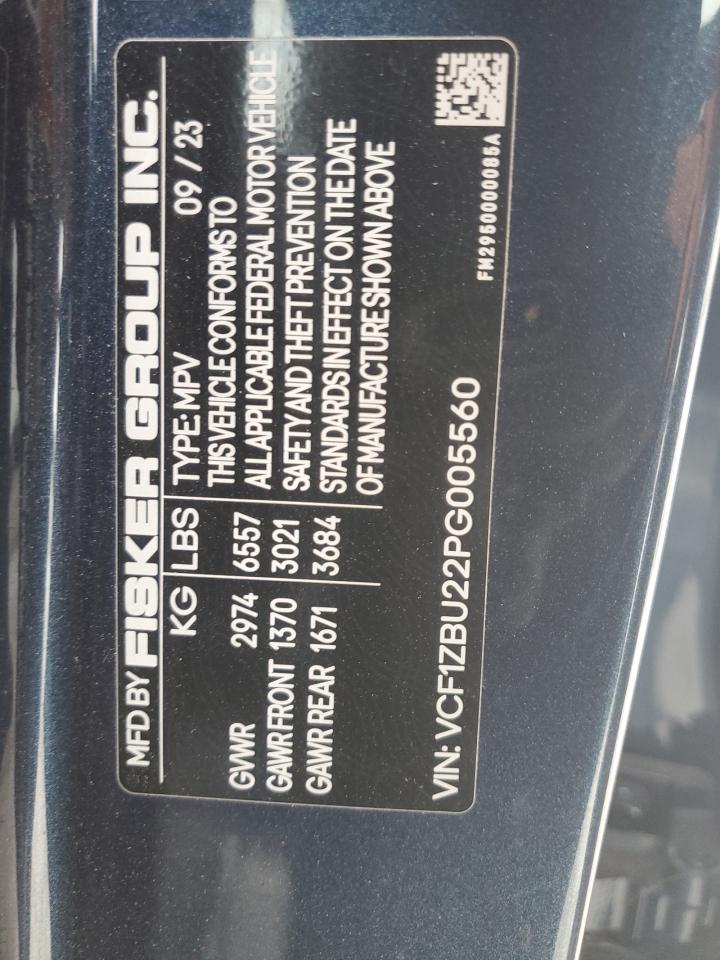 MFD BY FISKER GROUP INC.
KG LBS TYPE: MPV 09 / 23
GVWR 2974 6557
GAWR FRONT 1370 3021
GAWR REAR 1671 3684
THIS VEHICLE CONFORMS TO
ALL APPLICABLE FEDERAL MOTOR VEHICLE
SAFETY AND THEFT PREVENTION
STANDARDS IN EFFECT ON THE DATE
OF MANUFACTURE SHOWN ABOVE
VIN: VCF1ZBU22PG005560
FM2950000085A